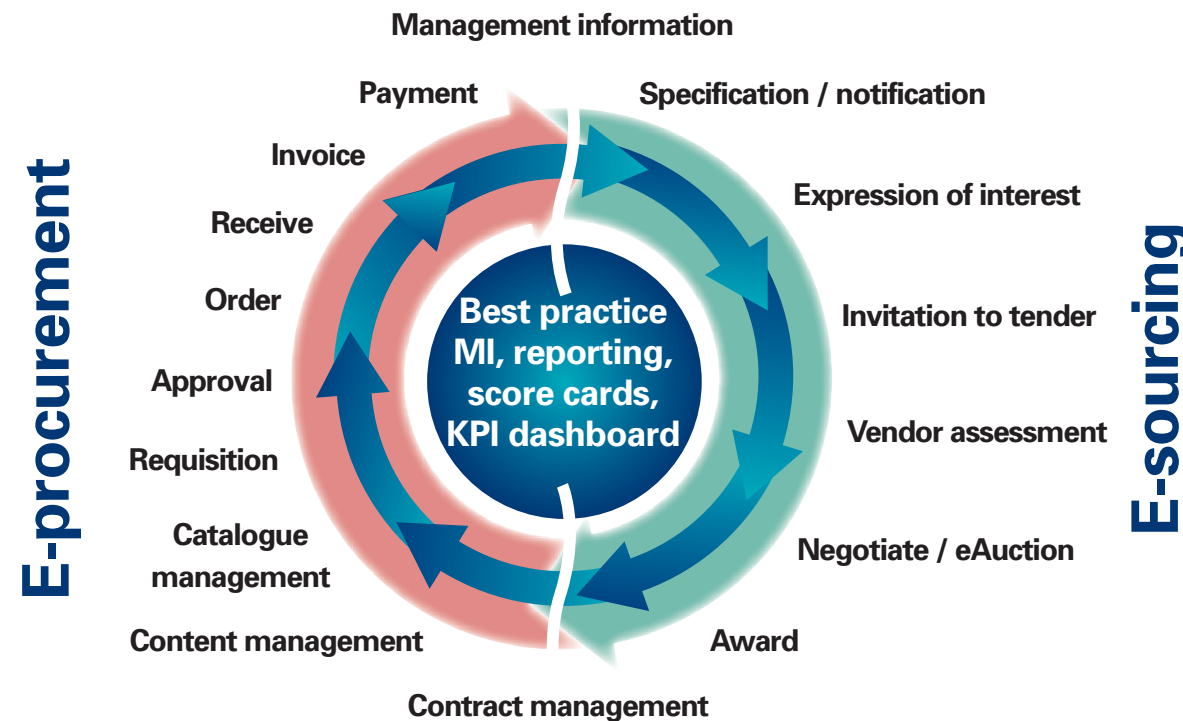 Management information
Payment
Specification / notification
Invoice
Expression of interest
Receive
Order
Invitation to tender
Approval
Vendor assessment
Requisition
Catalogue
management
Negotiate / eAuction
Content management
Award
Contract management
Best practice
MI, reporting,
score cards,
KPI dashboard
E-procurement
E-sourcing